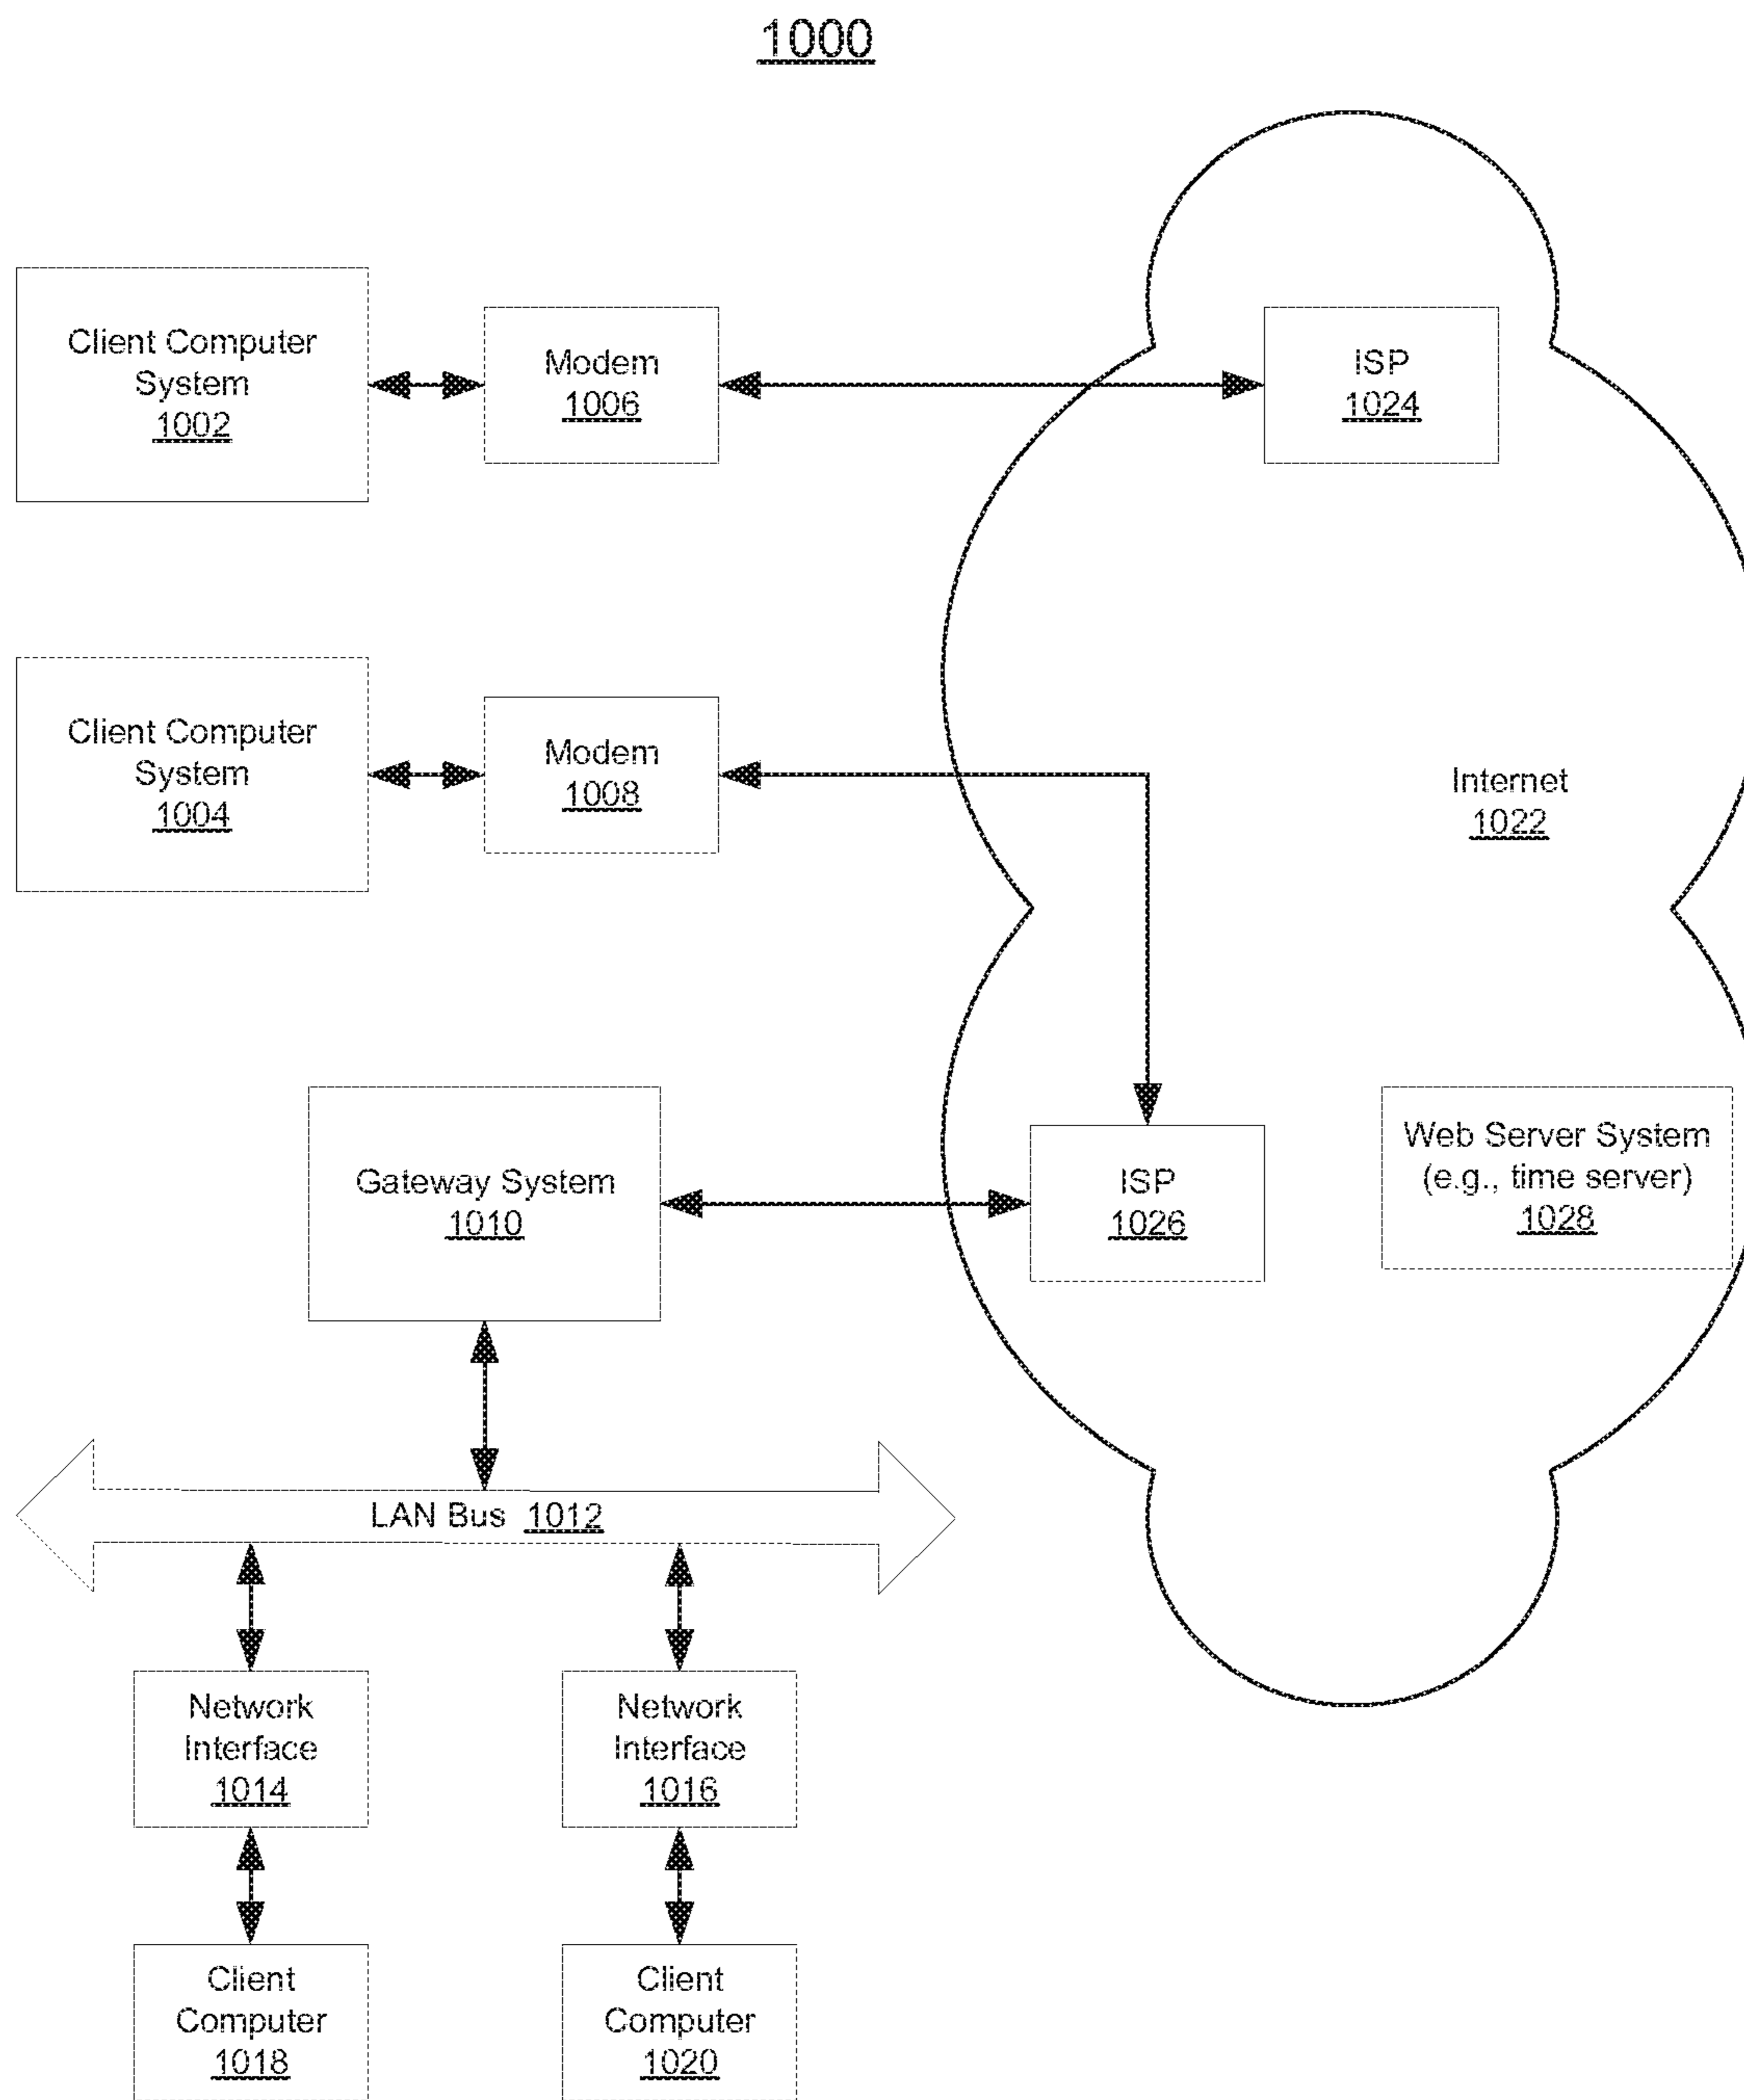 1000
Client Computer
System
1002
Modem
1006
ISP
1024
Client Computer
System
1004
Modem
1008
Internet
1022
Gateway System
1010
ISP
1026
Web Server System
(e.g., time server)
1028
LAN Bus 1012
Network
Interface
1014
Network
Interface
1016
Client
Computer
1018
Client
Computer
1020